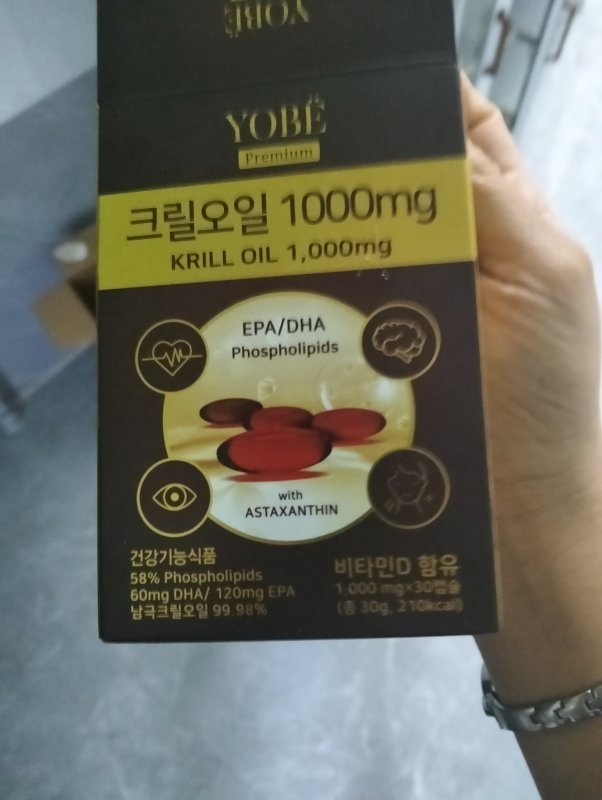 YOBĒ
YOBĒ
Premium
크릴오일 1000mg
KRILL OIL 1,000mg
EPA/DHA
Phospholipids
with
ASTAXANTHIN
건강기능식품
58% Phospholipids
60mg DHA/ 120mg EPA
남극크릴오일 99.98%
비타민D 함유
1,000 mg×30캡슐
(총 30g, 210kcal)